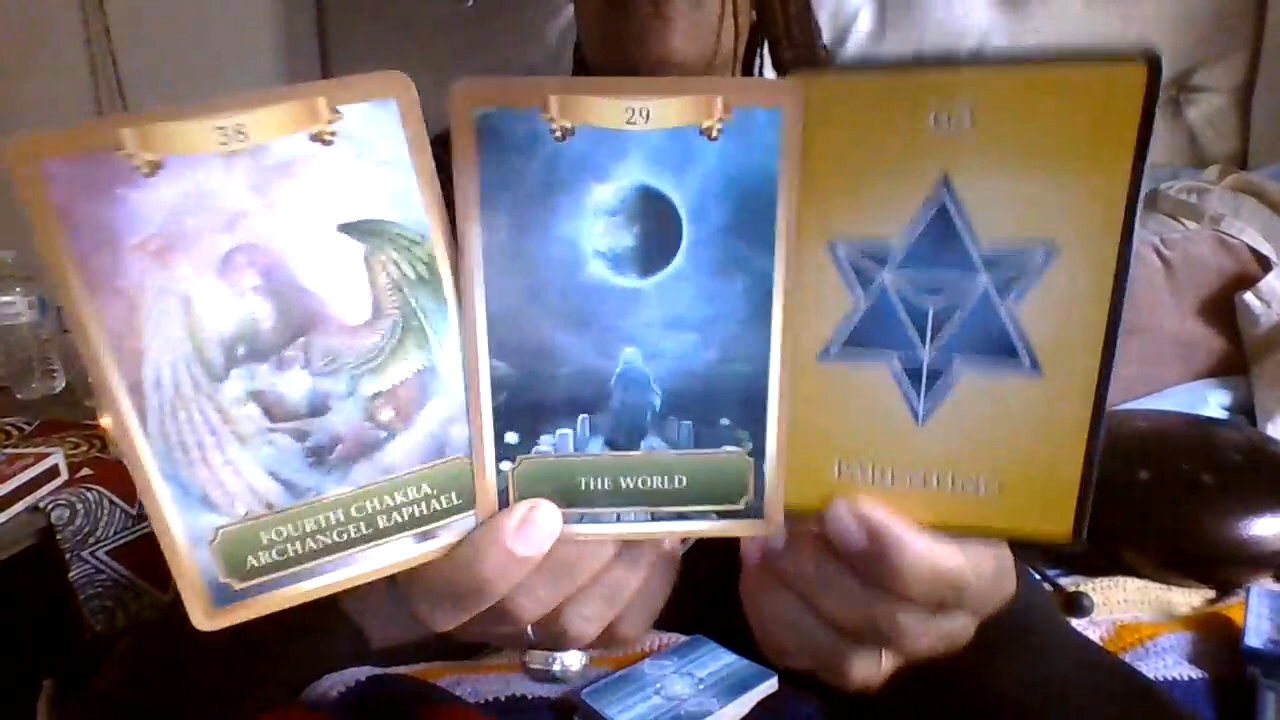 38
FOURTH CHAKRA,
ARCHANGEL RAPHAEL
29
THE WORLD